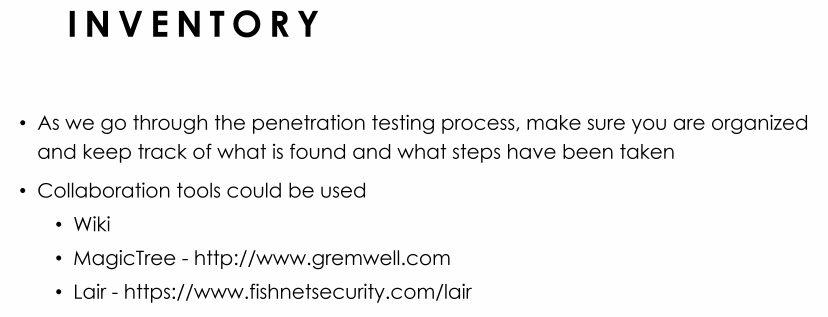 INVENTORY
• As we go through the penetration testing process, make sure you are organized
and keep track of what is found and what steps have been taken
• Collaboration tools could be used
• Wiki
• MagicTree - http://www.gremwell.com
• Lair - https://www.fishnetsecurity.com/lair